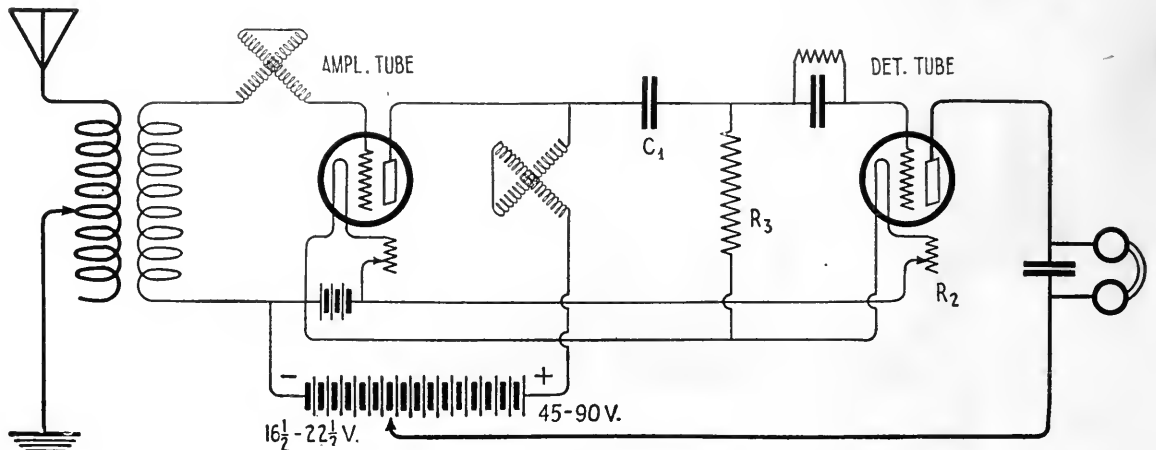 AMPL. TUBE
DET. TUBE
C₁
R₃
R₂
–
+
16½-22½ V.
45-90 V.